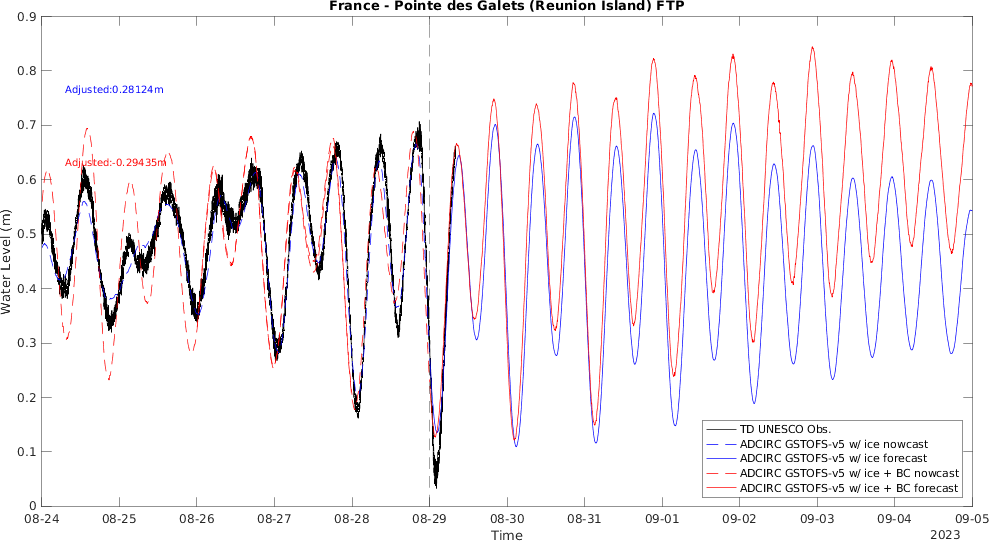 France - Pointe des Galets (Reunion Island) FTP
0.9
0.8
0.7
0.6
0.5
0.4
0.3
0.2
0.1
0
Water Level (m)
Adjusted:0.28124m
Adjusted:-0.29435m
TD UNESCO Obs.
ADCIRC GSTOFS-v5 w/ ice nowcast
ADCIRC GSTOFS-v5 w/ ice forecast
ADCIRC GSTOFS-v5 w/ ice + BC nowcast
ADCIRC GSTOFS-v5 w/ ice + BC forecast
08-24 08-25 08-26 08-27 08-28 08-29 08-30 08-31 09-01 09-02 09-03 09-04 09-05
Time
2023